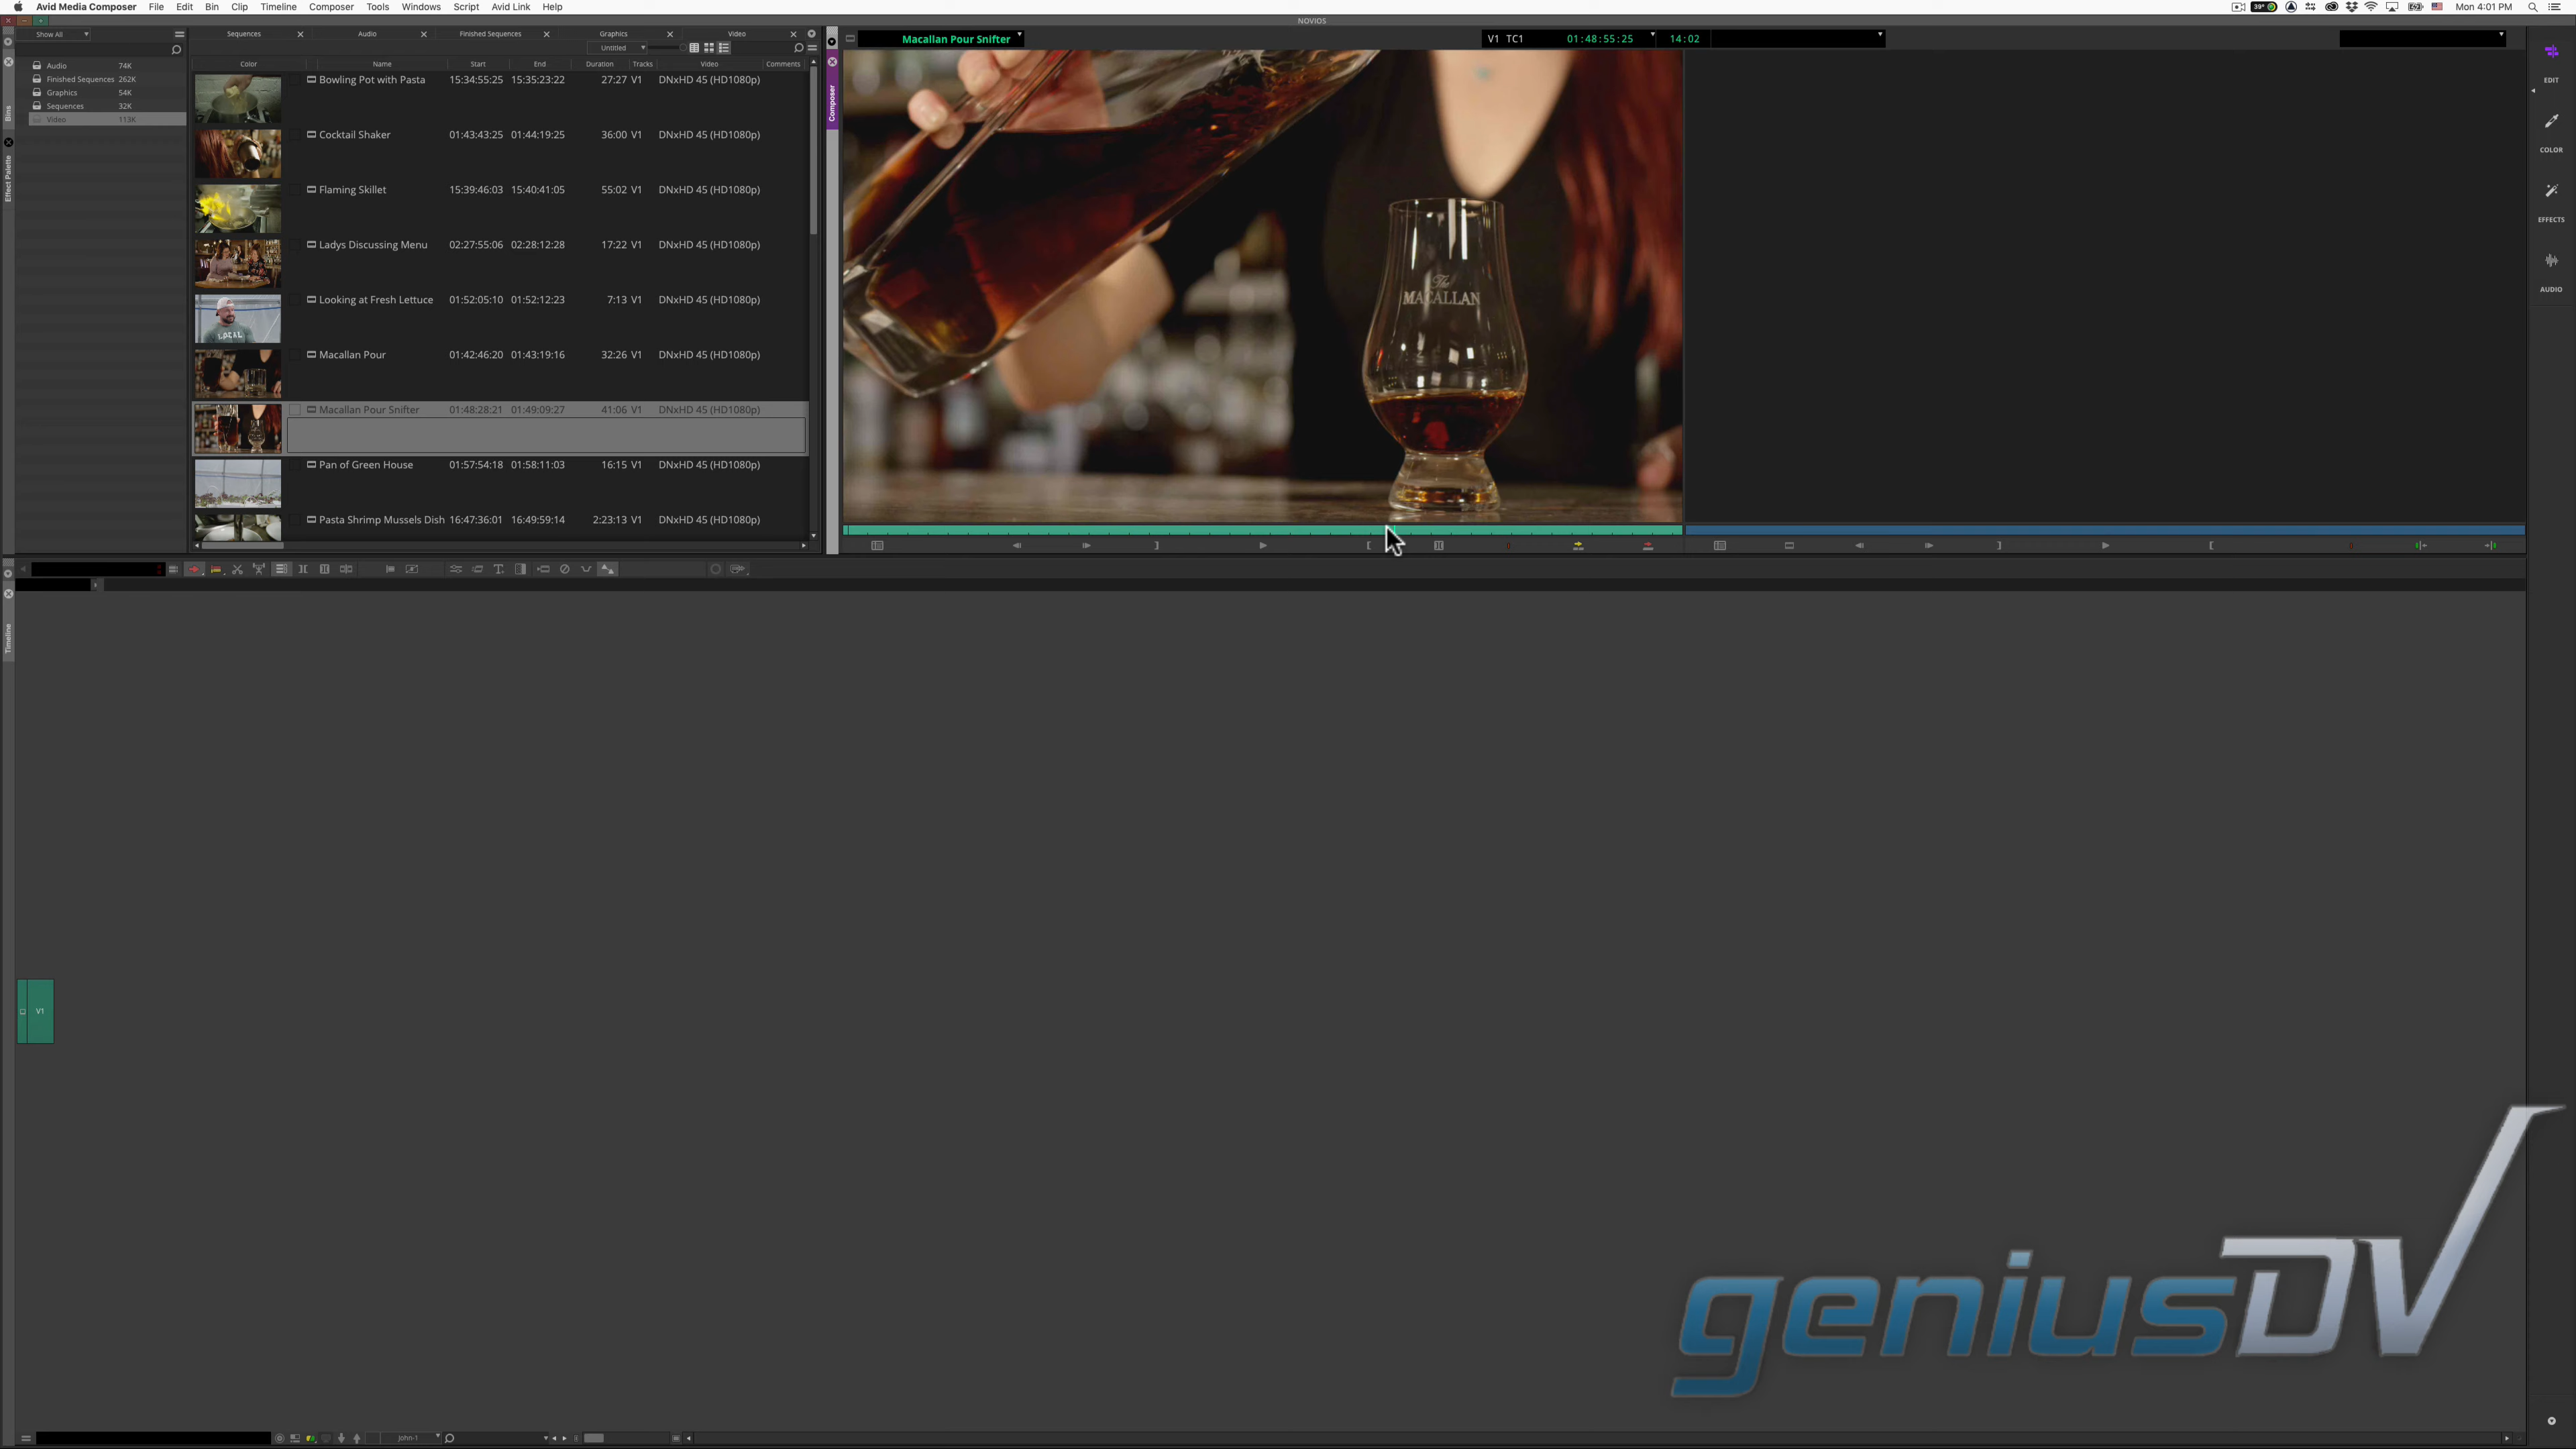 Avid Media Composer File Edit Bin Clip Timeline Composer Tools Windows Script Avid Link Help
39° Mon 4:01 PM
NOVIOS
Show All
Audio 74K
Finished Sequences 262K
Graphics 54K
Sequences 32K
Video 113K
Bins
Effect Palette
Sequences Audio Finished Sequences Graphics Video
Untitled
Color Name Start End Duration Tracks Video Comments
Bowling Pot with Pasta 15:34:55:25 15:35:23:22 27:27 V1 DNxHD 45 (HD1080p)
Cocktail Shaker 01:43:43:25 01:44:19:25 36:00 V1 DNxHD 45 (HD1080p)
Flaming Skillet 15:39:46:03 15:40:41:05 55:02 V1 DNxHD 45 (HD1080p)
Ladys Discussing Menu 02:27:55:06 02:28:12:28 17:22 V1 DNxHD 45 (HD1080p)
Looking at Fresh Lettuce 01:52:05:10 01:52:12:23 7:13 V1 DNxHD 45 (HD1080p)
LOCAL
Macallan Pour 01:42:46:20 01:43:19:16 32:26 V1 DNxHD 45 (HD1080p)
Macallan Pour Snifter 01:48:28:21 01:49:09:27 41:06 V1 DNxHD 45 (HD1080p)
Pan of Green House 01:57:54:18 01:58:11:03 16:15 V1 DNxHD 45 (HD1080p)
Pasta Shrimp Mussels Dish 16:47:36:01 16:49:59:14 2:23:13 V1 DNxHD 45 (HD1080p)
Composer
Macallan Pour Snifter V1 TC1 01:48:55:25 14:02
The
MACALLAN
EDIT
COLOR
EFFECTS
AUDIO
Timeline
V1
geniusDV
John-1